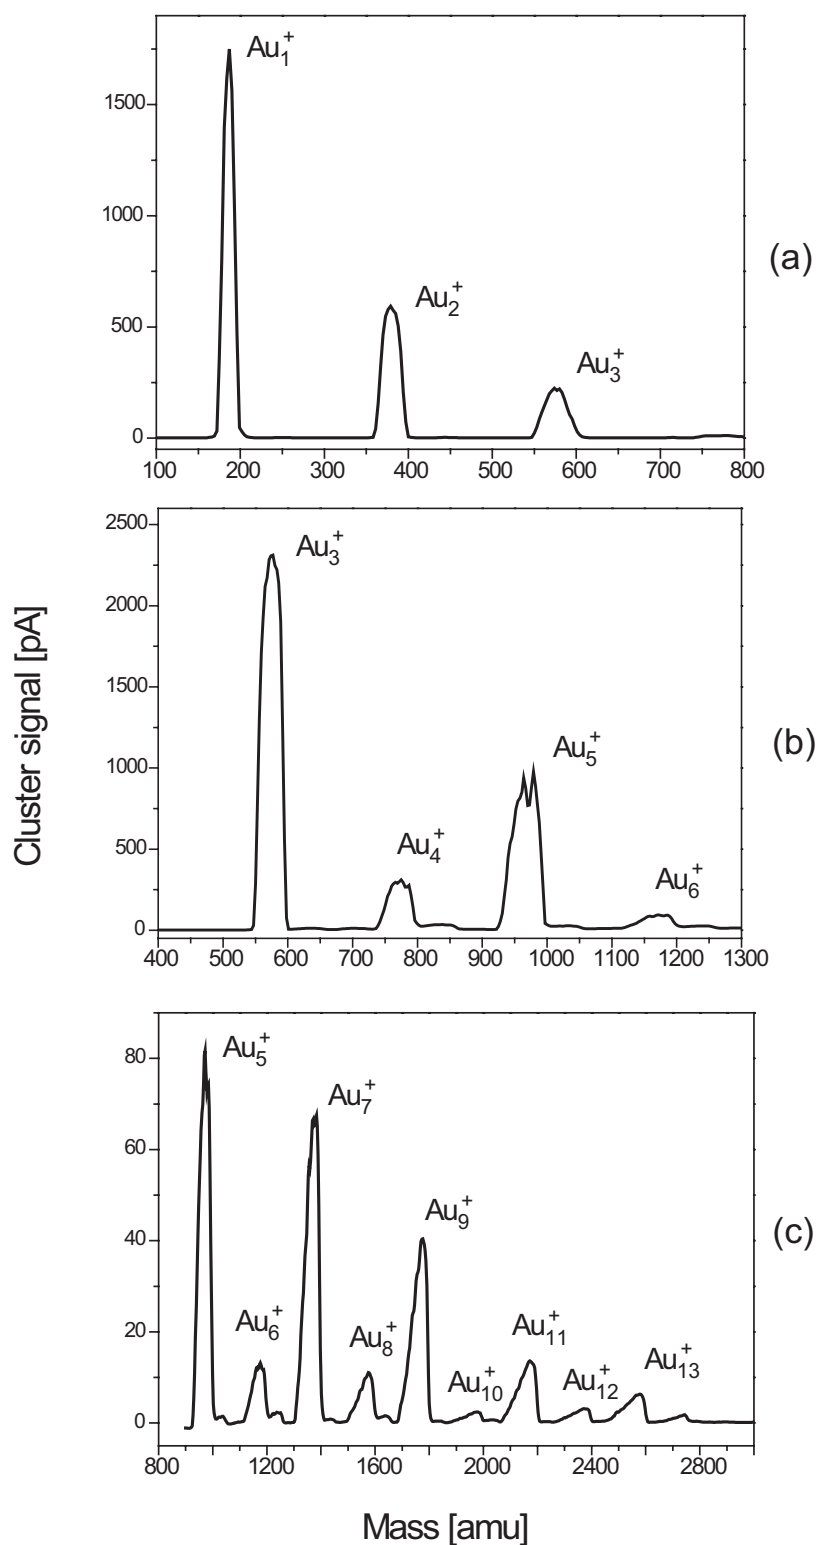 Au₁⁺
1500
1000
500
0
Au₂⁺
Au₃⁺
(a)
100 200 300 400 500 600 700 800
2500
2000
1500
1000
500
0
Au₃⁺
Au₄⁺
Au₅⁺
Au₆⁺
(b)
400 500 600 700 800 900 1000 1100 1200 1300
Cluster signal [pA]
80
60
40
20
0
Au₅⁺
Au₆⁺
Au₇⁺
Au₈⁺
Au₉⁺
Au₁₀⁺
Au₁₁⁺
Au₁₂⁺
Au₁₃⁺
(c)
800 1200 1600 2000 2400 2800
Mass [amu]